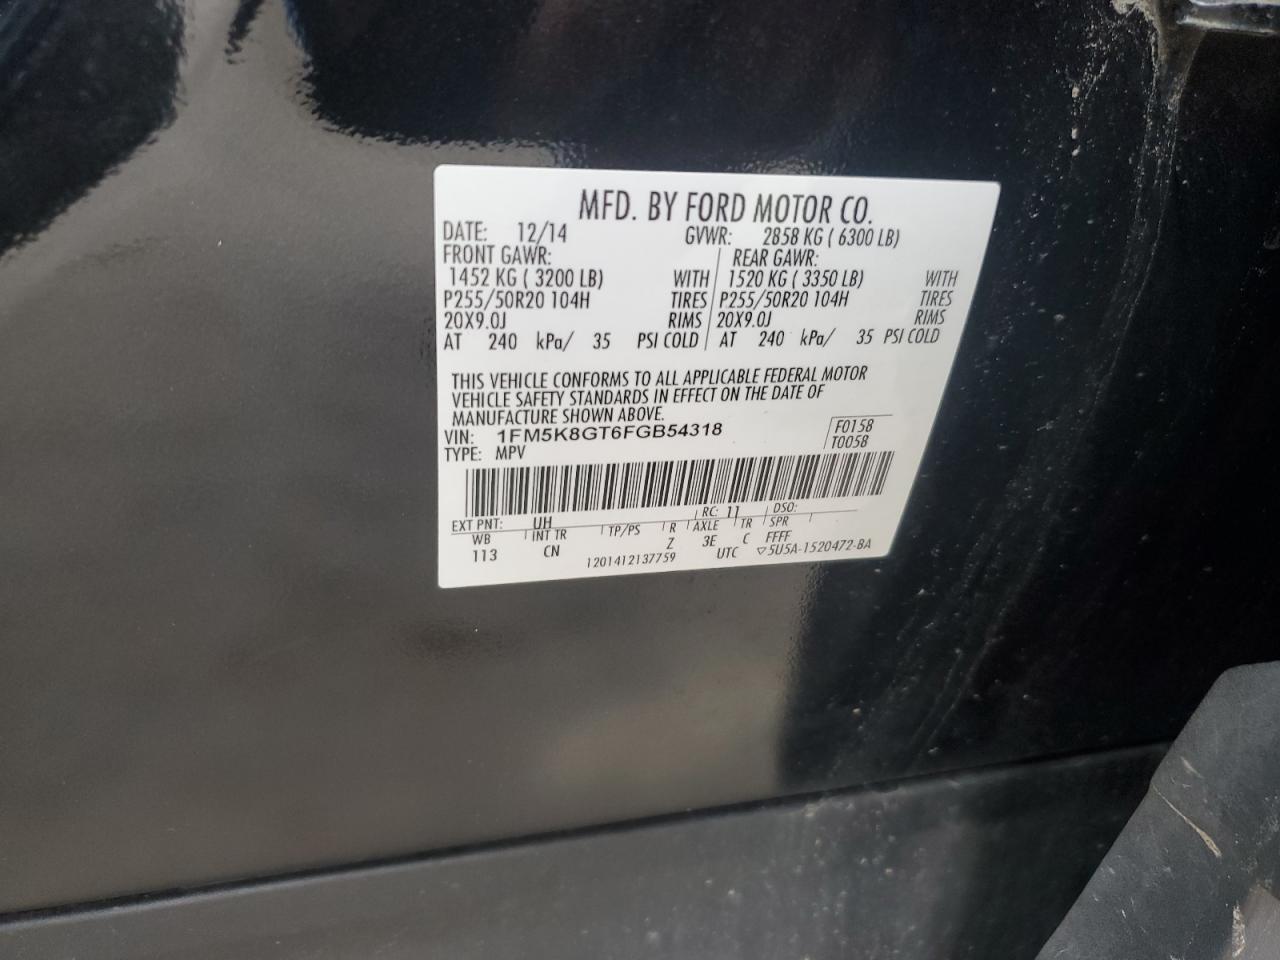 MFD. BY FORD MOTOR CO.
DATE: 12/14 GVWR: 2858 KG ( 6300 LB)
FRONT GAWR: REAR GAWR:
1452 KG ( 3200 LB) WITH 1520 KG ( 3350 LB) WITH
P255/50R20 104H TIRES P255/50R20 104H TIRES
20X9.0J RIMS 20X9.0J RIMS
AT 240 kPa/ 35 PSI COLD AT 240 kPa/ 35 PSI COLD
THIS VEHICLE CONFORMS TO ALL APPLICABLE FEDERAL MOTOR
VEHICLE SAFETY STANDARDS IN EFFECT ON THE DATE OF
MANUFACTURE SHOWN ABOVE.
VIN: 1FM5K8GT6FGB54318 F0158
TYPE: MPV T0058
EXT PNT: UH RC: 11 DSO:
WB INT TR TP/PS R AXLE TR SPR
113 CN Z 3E C FFFF
1201412137759 UTC ▽5U5A-1520472-BA